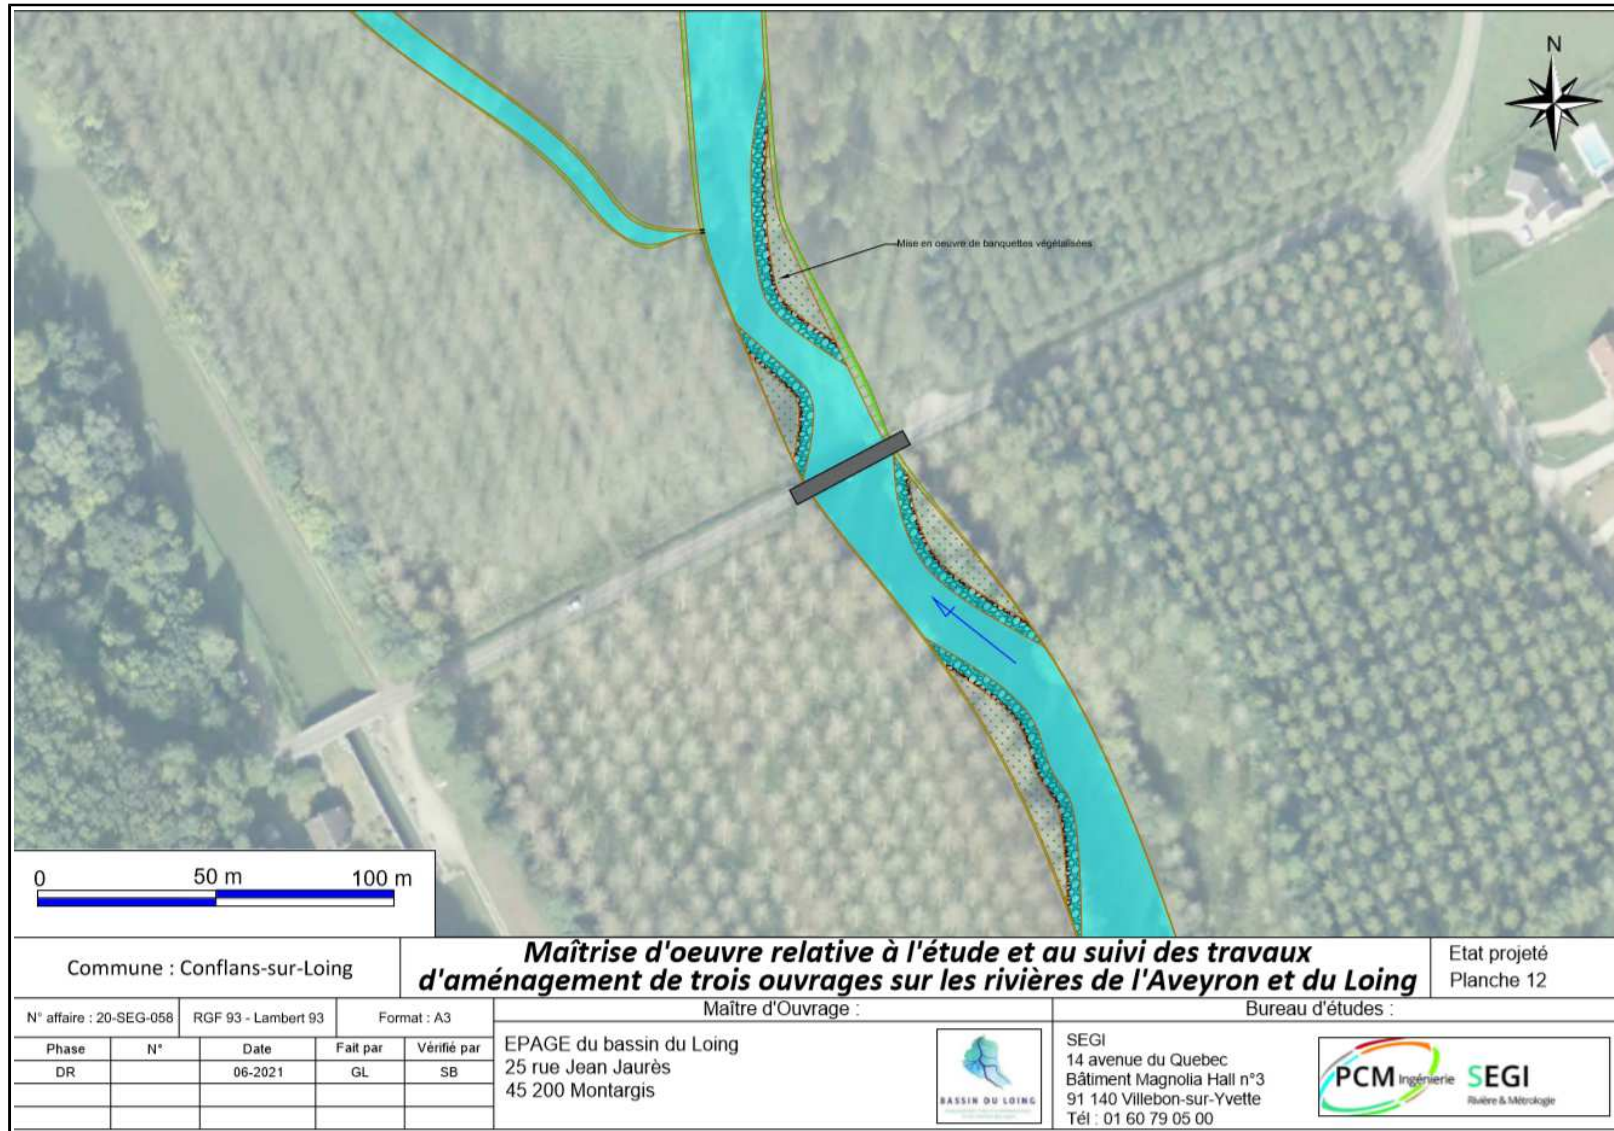 N
Mise en oeuvre de banquettes végétalisées
0 50 m 100 m
Commune : Conflans-sur-Loing
Maîtrise d'oeuvre relative à l'étude et au suivi des travaux
d'aménagement de trois ouvrages sur les rivières de l'Aveyron et du Loing
Etat projeté
Planche 12
N° affaire : 20-SEG-058 RGF 93 - Lambert 93 Format : A3
Phase N° Date Fait par Vérifié par
DR 06-2021 GL SB
Maître d'Ouvrage :
EPAGE du bassin du Loing
25 rue Jean Jaurès
45 200 Montargis
BASSIN DU LOING
Bureau d'études :
SEGI
14 avenue du Quebec
Bâtiment Magnolia Hall n°3
91 140 Villebon-sur-Yvette
Tél : 01 60 79 05 00
PCM Ingénierie SEGI
Rivière & Métrologie